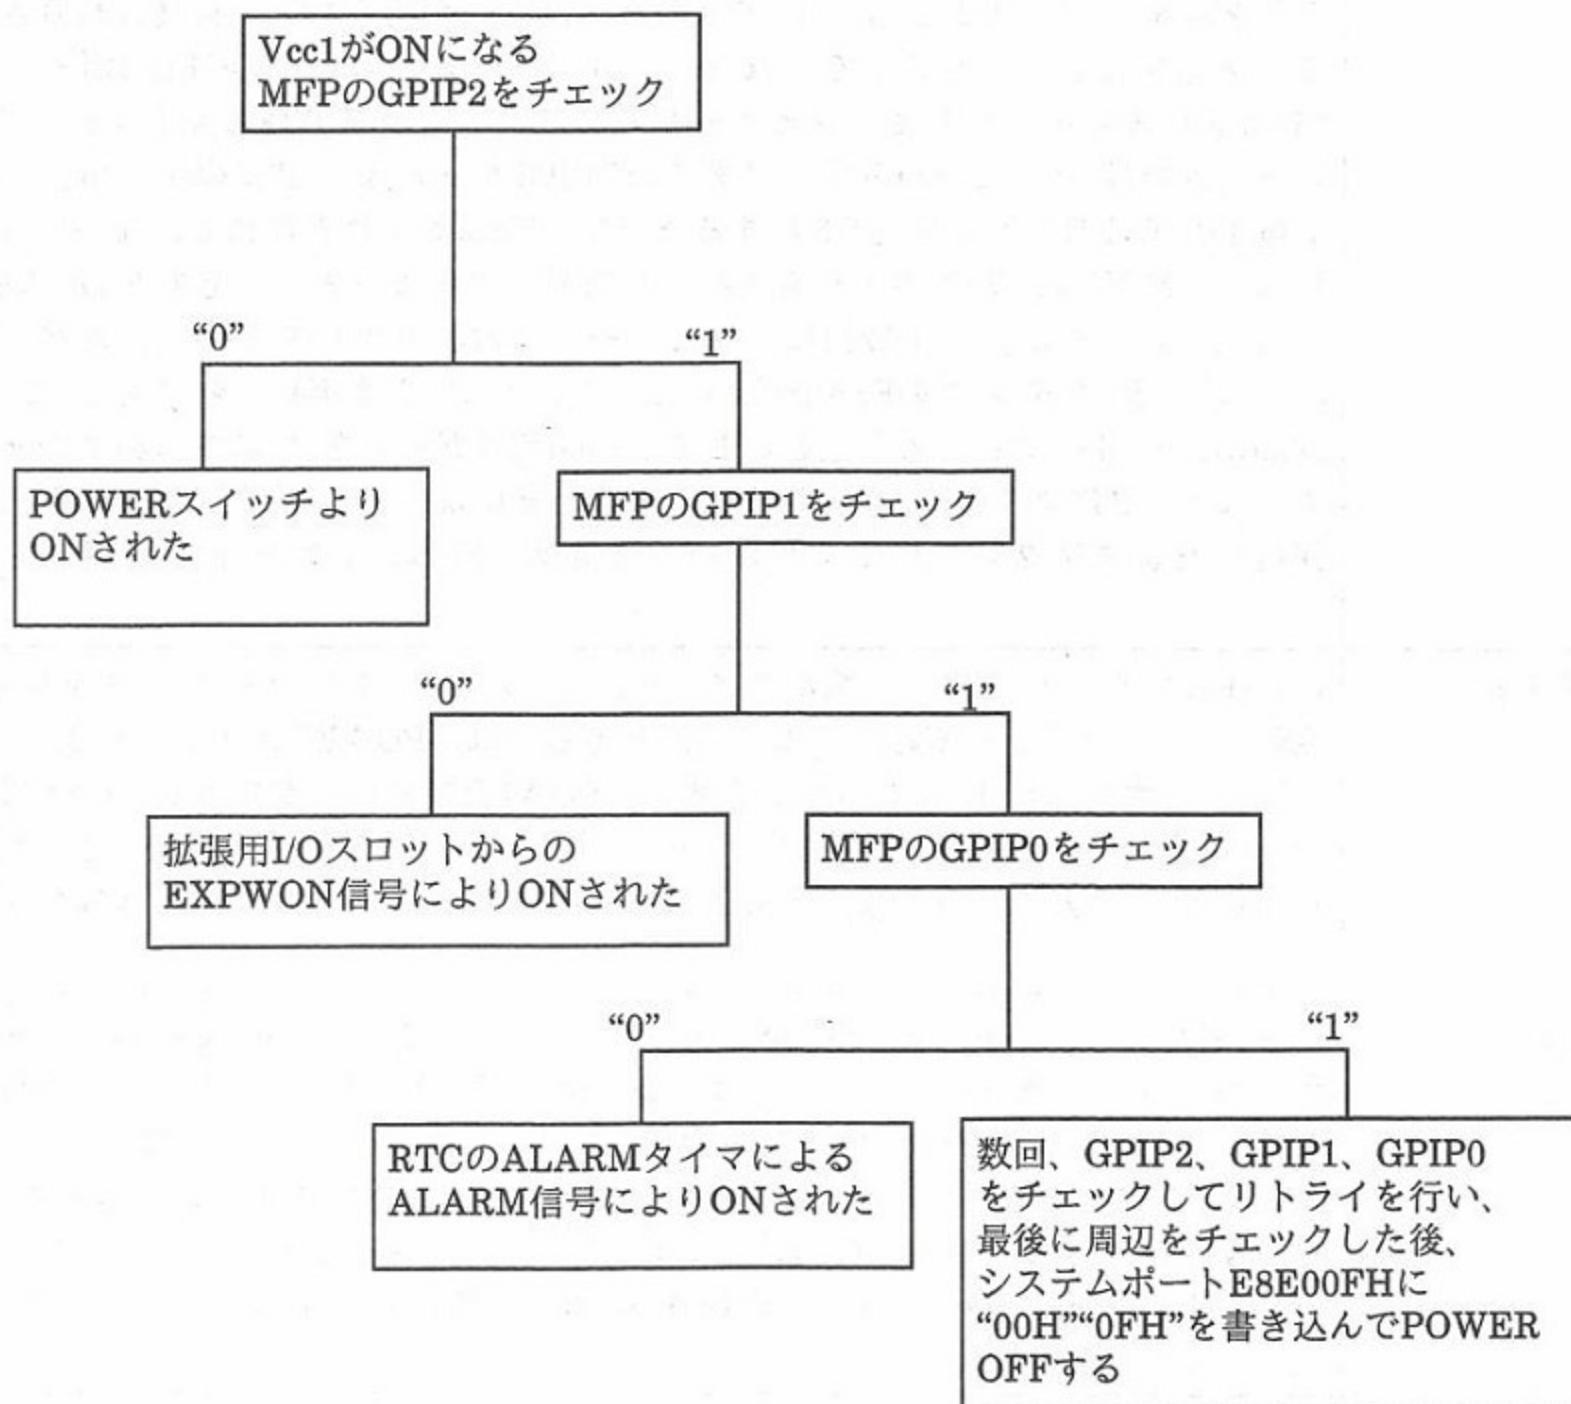 Vcc1がONになる
MFPのGPIP2をチェック
“0”
“1”
POWERスイッチより
ONされた
MFPのGPIP1をチェック
“0”
“1”
拡張用I/Oスロットからの
EXPWON信号によりONされた
MFPのGPIP0をチェック
“0”
“1”
RTCのALARMタイマによる
ALARM信号によりONされた
数回、GPIP2、GPIP1、GPIP0
をチェックしてリトライを行い、
最後に周辺をチェックした後、
システムポートE8E00FHに
“00H”“0FH”を書き込んでPOWER
OFFする